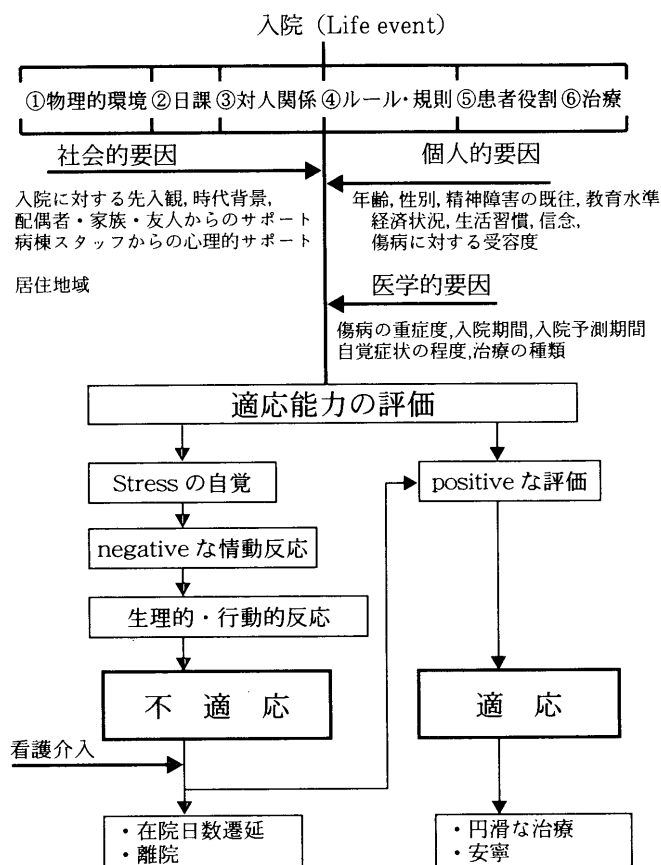 入院（Life event）
①物理的環境 ②日課 ③対人関係 ④ルール・規則 ⑤患者役割 ⑥治療
社会的要因
入院に対する先入観, 時代背景,
配偶者・家族・友人からのサポート
病棟スタッフからの心理的サポート
居住地域
個人的要因
年齢, 性別, 精神障害の既往, 教育水準
経済状況, 生活習慣, 信念,
傷病に対する受容度
医学的要因
傷病の重症度, 入院期間, 入院予測期間
自覚症状の程度, 治療の種類
適応能力の評価
Stress の自覚
positive な評価
negative な情動反応
生理的・行動的反応
不 適 応
適 応
看護介入
・在院日数遷延
・離院
・円滑な治療
・安寧